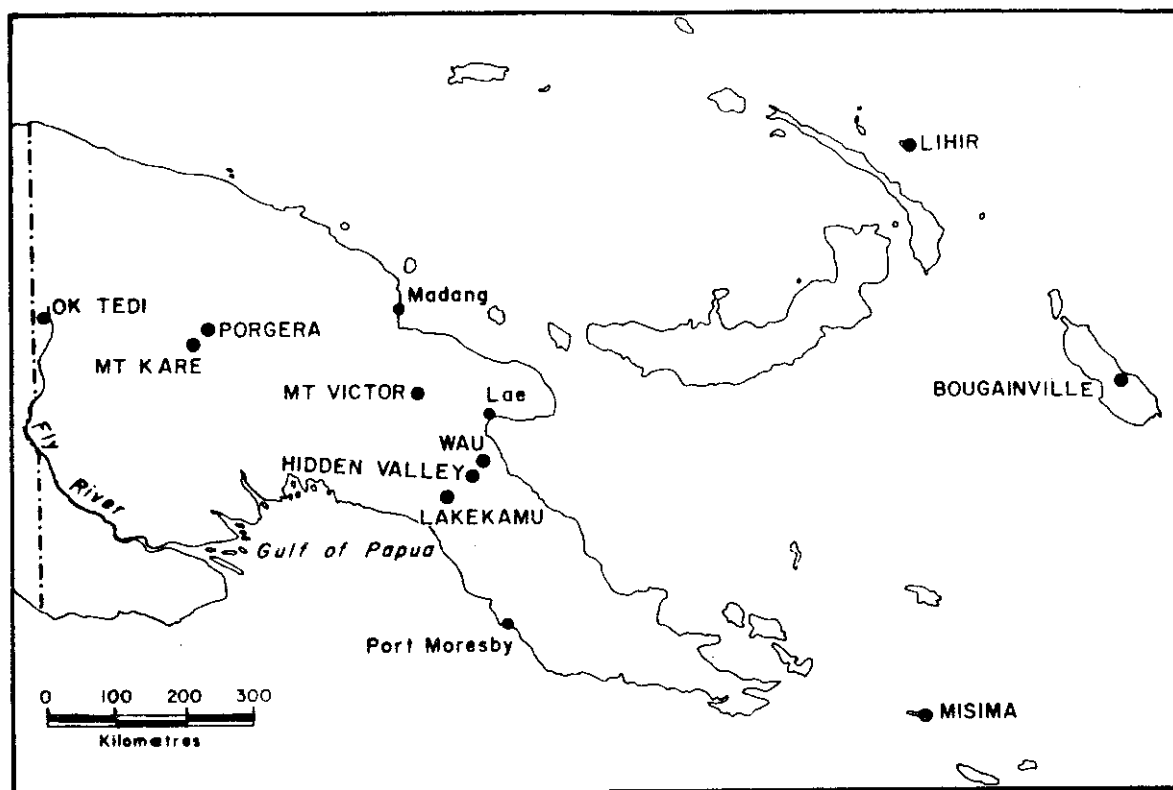 LIHIR
OK TEDI
Madang
PORGERA
MT KARE
BOUGAINVILLE
MT VICTOR
Lae
WAU
Fly
HIDDEN VALLEY
River
LAKEKAMU
Gulf of Papua
Port Moresby
0 100 200 300
Kilometres
MISIMA